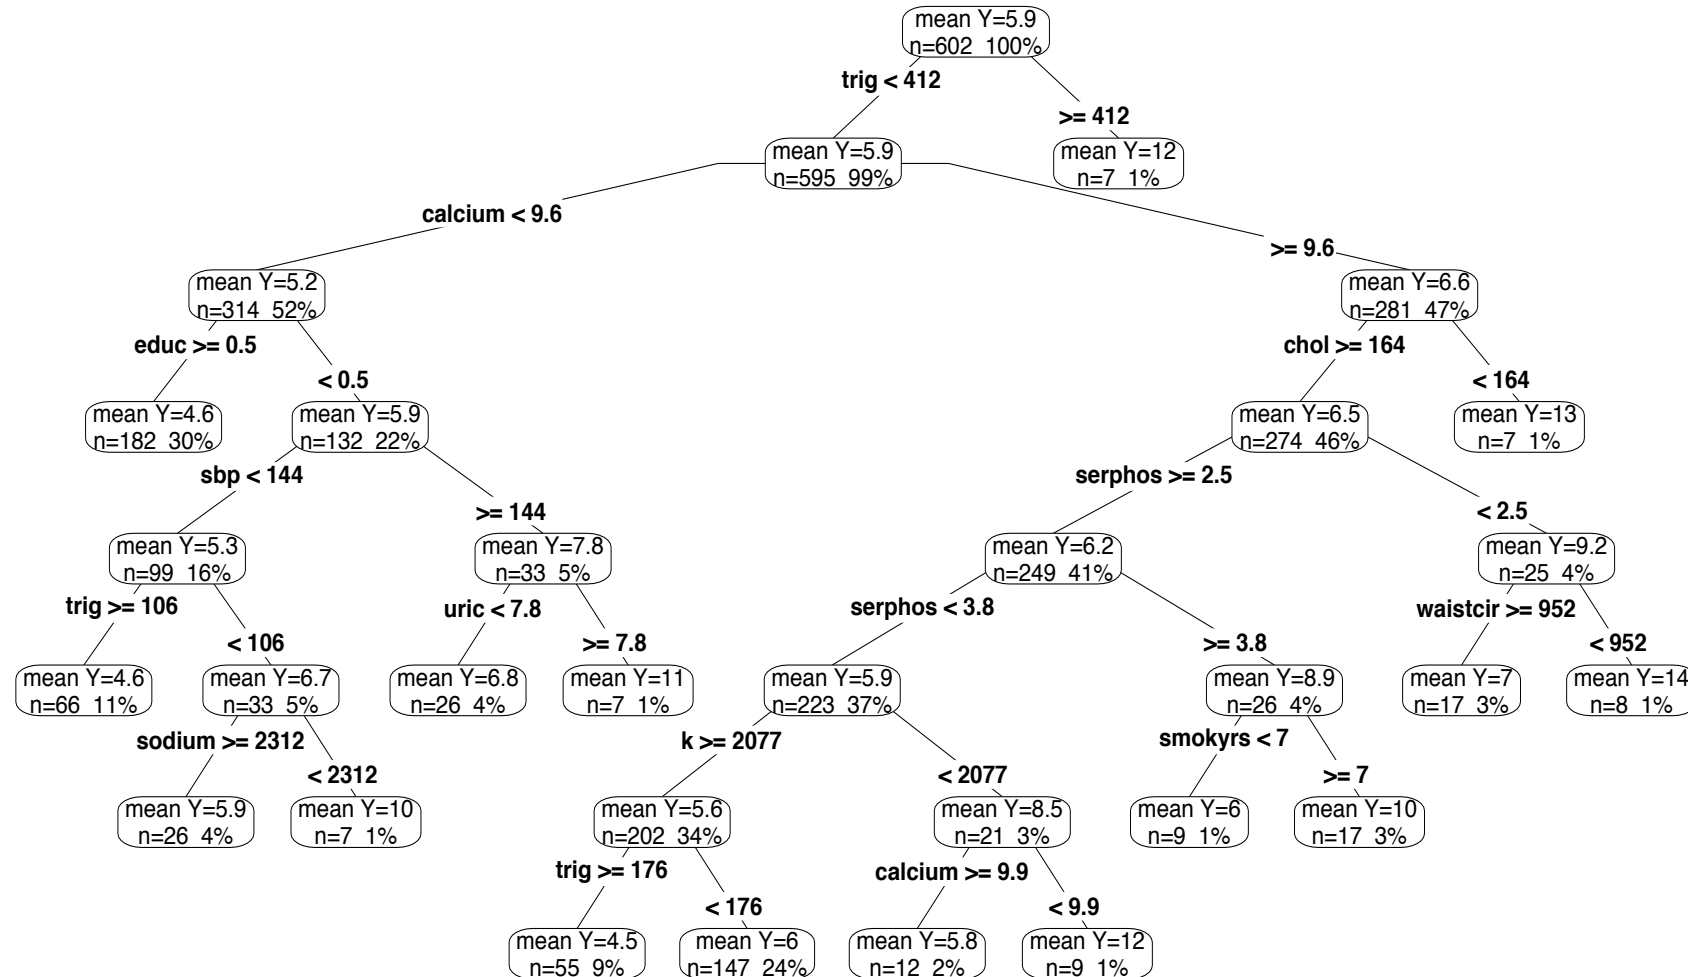 mean Y=5.9
n=602 100%
trig < 412
>= 412
mean Y=5.9
n=595 99%
mean Y=12
n=7 1%
calcium < 9.6
>= 9.6
mean Y=5.2
n=314 52%
mean Y=6.6
n=281 47%
educ >= 0.5
< 0.5
chol >= 164
< 164
mean Y=4.6
n=182 30%
mean Y=5.9
n=132 22%
mean Y=6.5
n=274 46%
mean Y=13
n=7 1%
sbp < 144
>= 144
serphos >= 2.5
< 2.5
mean Y=5.3
n=99 16%
mean Y=7.8
n=33 5%
mean Y=6.2
n=249 41%
mean Y=9.2
n=25 4%
trig >= 106
< 106
uric < 7.8
>= 7.8
serphos < 3.8
>= 3.8
waistcir >= 952
< 952
mean Y=4.6
n=66 11%
mean Y=6.7
n=33 5%
mean Y=6.8
n=26 4%
mean Y=11
n=7 1%
mean Y=5.9
n=223 37%
mean Y=8.9
n=26 4%
mean Y=7
n=17 3%
mean Y=14
n=8 1%
sodium >= 2312
< 2312
k >= 2077
< 2077
smokyrs < 7
>= 7
mean Y=5.9
n=26 4%
mean Y=10
n=7 1%
mean Y=5.6
n=202 34%
mean Y=8.5
n=21 3%
mean Y=6
n=9 1%
mean Y=10
n=17 3%
trig >= 176
< 176
calcium >= 9.9
< 9.9
mean Y=4.5
n=55 9%
mean Y=6
n=147 24%
mean Y=5.8
n=12 2%
mean Y=12
n=9 1%